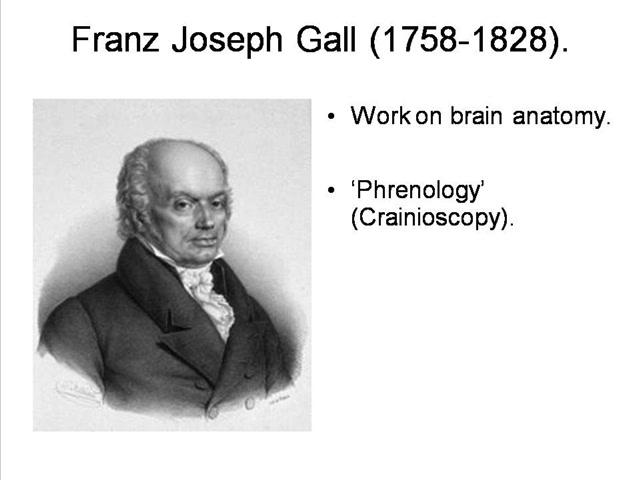 Franz Joseph Gall (1758-1828).
• Work on brain anatomy.
• ‘Phrenology’
(Crainioscopy).